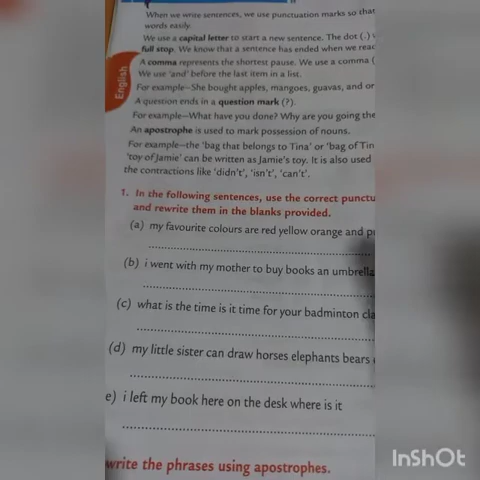 When we write sentences, we use punctuation marks so that
words easily.
We use a capital letter to start a new sentence. The dot (.)
full stop. We know that a sentence has ended when we reac
A comma represents the shortest pause. We use a comma (
We use 'and' before the last item in a list.
For example—She bought apples, mangoes, guavas, and or
A question ends in a question mark (?).
For example—What have you done? Why are you going the
An apostrophe is used to mark possession of nouns.
For example—the 'bag that belongs to Tina' or 'bag of Tin
'toy of Jamie' can be written as Jamie's toy. It is also used
the contractions like 'didn't', 'isn't', 'can't'.
English
1. In the following sentences, use the correct punctu
and rewrite them in the blanks provided.
(a) my favourite colours are red yellow orange and p
(b) i went with my mother to buy books an umbrella
(c) what is the time is it time for your badminton cla
(d) my little sister can draw horses elephants bears
e) i left my book here on the desk where is it
write the phrases using apostrophes.
InShOt